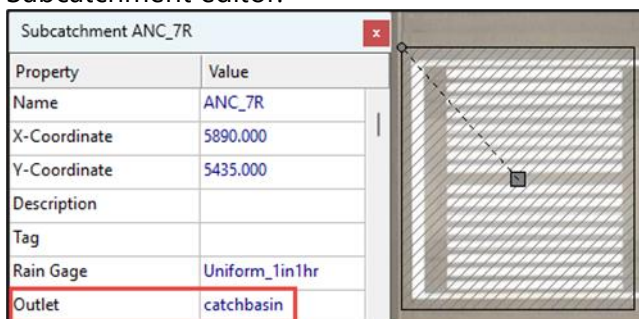 Subcatchment editor.
Subcatchment ANC_7R x
Property Value
Name ANC_7R
X-Coordinate 5890.000
Y-Coordinate 5435.000
Description
Tag
Rain Gage Uniform_1in1hr
Outlet catchbasin